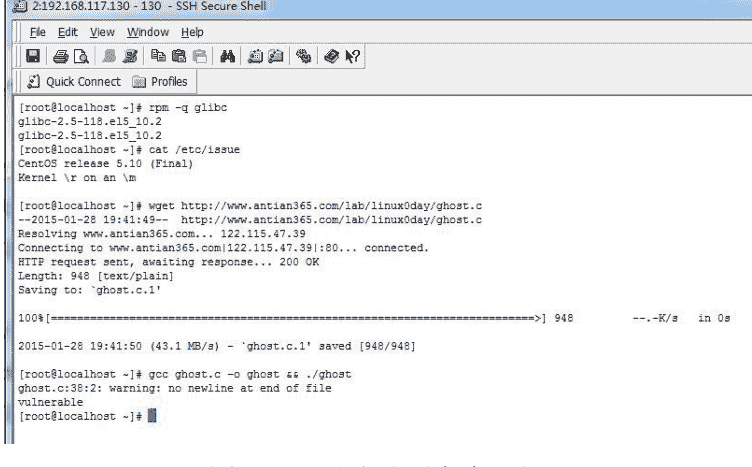 2:192.168.117.130 - 130 - SSH Secure Shell
File Edit View Window Help
Quick Connect Profiles
[root@localhost ~]# rpm -q glibc
glibc-2.5-118.el5_10.2
glibc-2.5-118.el5_10.2
[root@localhost ~]# cat /etc/issue
CentOS release 5.10 (Final)
Kernel \r on an \m
[root@localhost ~]# wget http://www.antian365.com/lab/linux0day/ghost.c
--2015-01-28 19:41:49-- http://www.antian365.com/lab/linux0day/ghost.c
Resolving www.antian365.com... 122.115.47.39
Connecting to www.antian365.com|122.115.47.39|:80... connected.
HTTP request sent, awaiting response... 200 OK
Length: 948 [text/plain]
Saving to: `ghost.c.1'
100%[======================================================================>] 948 --.-K/s in 0s
2015-01-28 19:41:50 (43.1 MB/s) - `ghost.c.1' saved [948/948]
[root@localhost ~]# gcc ghost.c -o ghost && ./ghost
ghost.c:38:2: warning: no newline at end of file
vulnerable
[root@localhost ~]#